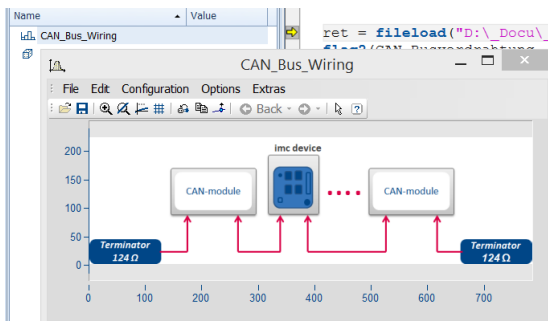 Name
Value
CAN_Bus_Wiring
ret = fileload("D:\_Docu\_
CAN_Bus_Wiring
File Edit Configuration Options Extras
Back
imc device
200
150
100
50
0
CAN-module
CAN-module
Terminator
124 Ω
Terminator
124 Ω
0 100 200 300 400 500 600 700